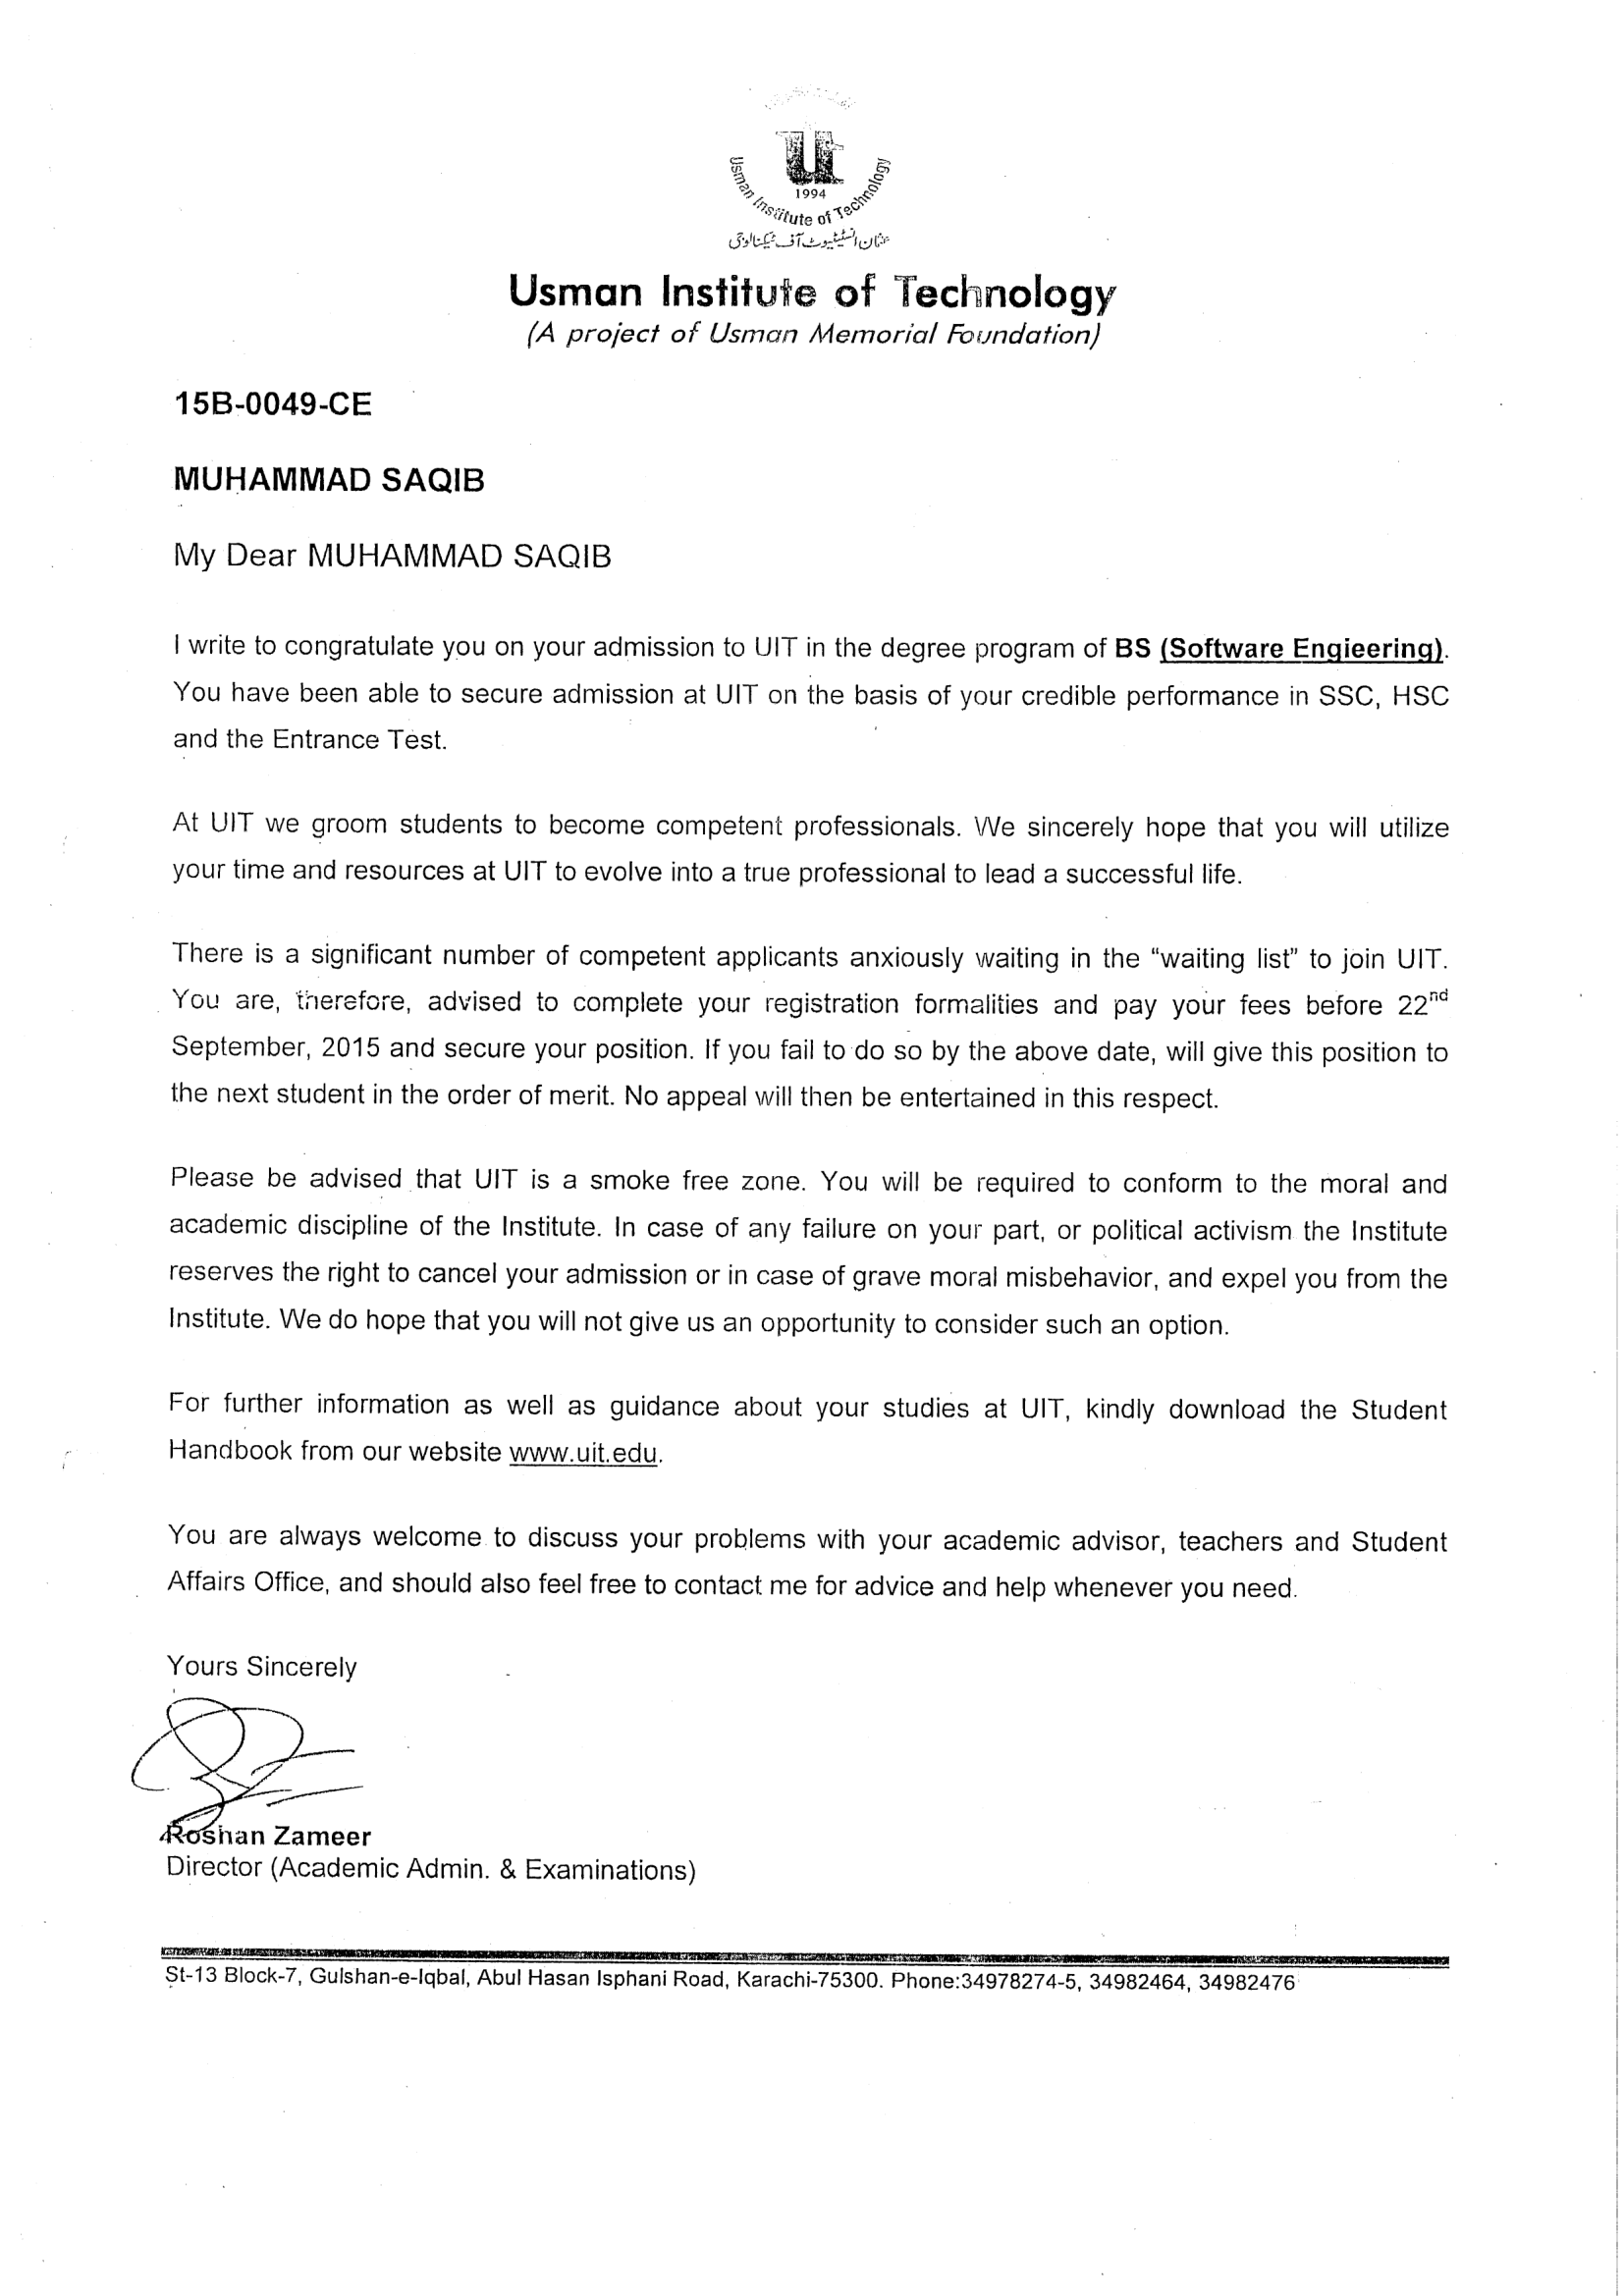 ut
1994
Usman Institute of Technology
عثمان انسٹیٹیوٹ آف ٹیکنالوجی
Usman Institute of Technology
(A project of Usman Memorial Foundation)
15B-0049-CE
MUHAMMAD SAQIB
My Dear MUHAMMAD SAQIB
I write to congratulate you on your admission to UIT in the degree program of BS (Software Engieering).
You have been able to secure admission at UIT on the basis of your credible performance in SSC, HSC
and the Entrance Test.
At UIT we groom students to become competent professionals. We sincerely hope that you will utilize
your time and resources at UIT to evolve into a true professional to lead a successful life.
There is a significant number of competent applicants anxiously waiting in the “waiting list” to join UIT.
You are, therefore, advised to complete your registration formalities and pay your fees before 22nd
September, 2015 and secure your position. If you fail to do so by the above date, will give this position to
the next student in the order of merit. No appeal will then be entertained in this respect.
Please be advised that UIT is a smoke free zone. You will be required to conform to the moral and
academic discipline of the Institute. In case of any failure on your part, or political activism the Institute
reserves the right to cancel your admission or in case of grave moral misbehavior, and expel you from the
Institute. We do hope that you will not give us an opportunity to consider such an option.
For further information as well as guidance about your studies at UIT, kindly download the Student
Handbook from our website www.uit.edu.
You are always welcome to discuss your problems with your academic advisor, teachers and Student
Affairs Office, and should also feel free to contact me for advice and help whenever you need.
Yours Sincerely
Roshan Zameer
Director (Academic Admin. & Examinations)
St-13 Block-7, Gulshan-e-Iqbal, Abul Hasan Isphani Road, Karachi-75300. Phone:34978274-5, 34982464, 34982476